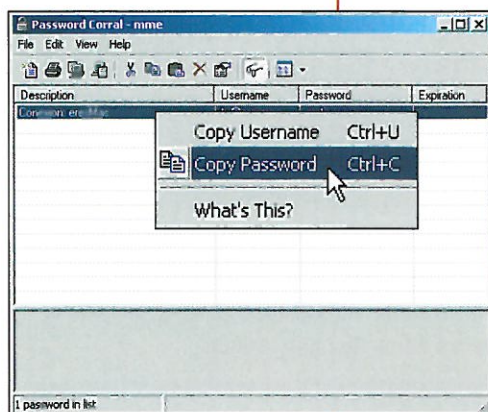 Password Corral - mme
File Edit View Help
Description Username Password Expiration
Copy Username Ctrl+U
Copy Password Ctrl+C
What's This?
1 password in list